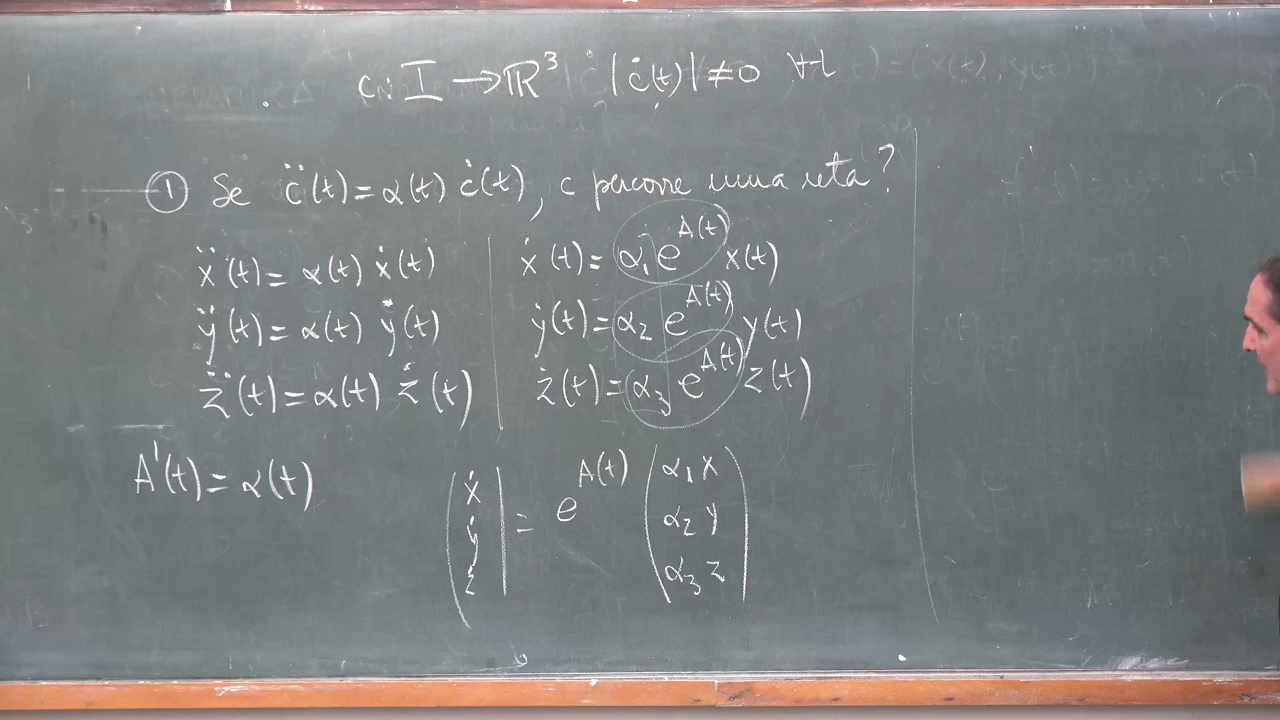 c: I → ℝ³ |ċ(t)| ≠ 0 ∀t
① Se c̈(t) = α(t) ċ(t), c percorre uma reta?
ẍ(t) = α(t) ẋ(t)
ÿ(t) = α(t) ẏ(t)
z̈(t) = α(t) ż(t)
ẋ(t) = α₁ e^{A(t)} x(t)
ẏ(t) = α₂ e^{A(t)} y(t)
ż(t) = α₃ e^{A(t)} z(t)
A'(t) = α(t)
(ẋ ẏ ż) = e^{A(t)} (α₁x α₂y α₃z)